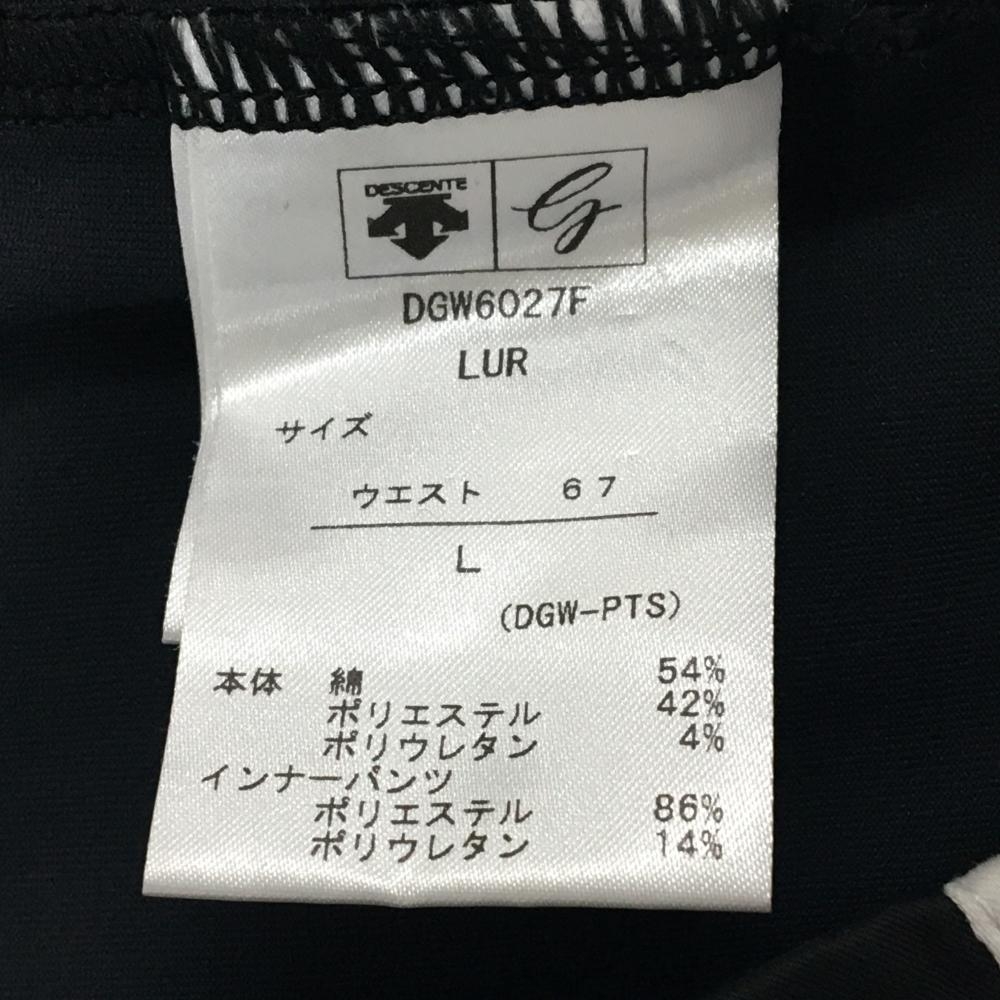 DESCENTE
DGW6027F
LUR
サイズ
ウエスト 67
L
(DGW-PTS)
本体 綿 54%
ポリエステル 42%
ポリウレタン 4%
インナーパンツ
ポリエステル 86%
ポリウレタン 14%